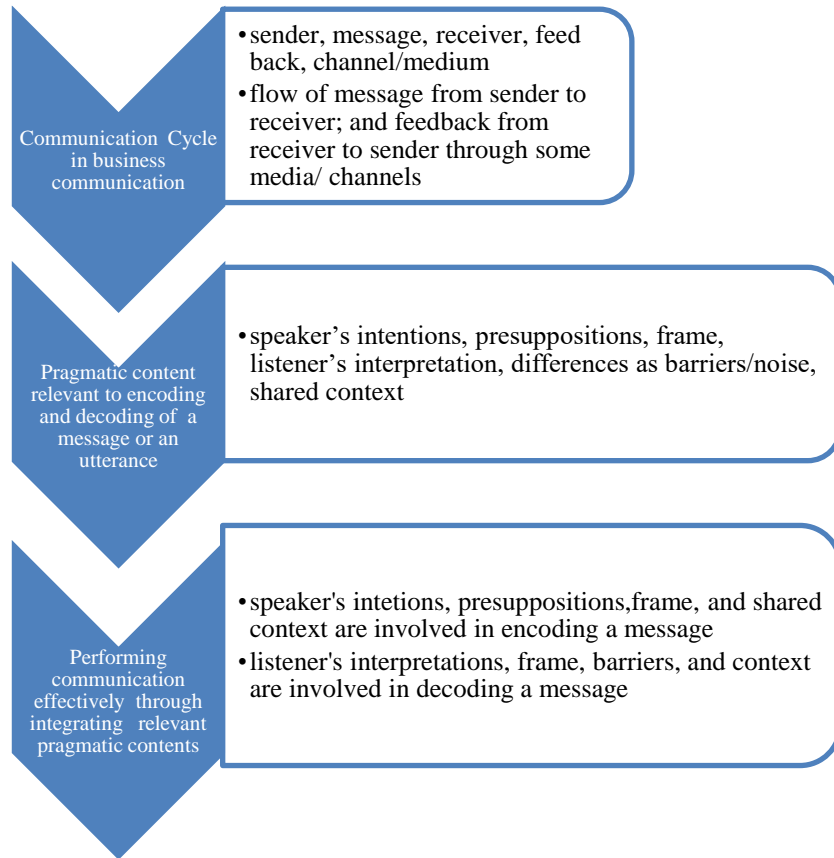 Communication Cycle
in business
communication
•sender, message, receiver, feed
back, channel/medium
•flow of message from sender to
receiver; and feedback from
receiver to sender through some
media/ channels
Pragmatic content
relevant to encoding
and decoding of a
message or an
utterance
•speaker’s intentions, presuppositions, frame,
listener’s interpretation, differences as barriers/noise,
shared context
Performing
communication
effectively through
integrating relevant
pragmatic contents
•speaker's intetions, presuppositions,frame, and shared
context are involved in encoding a message
•listener's interpretations, frame, barriers, and context
are involved in decoding a message